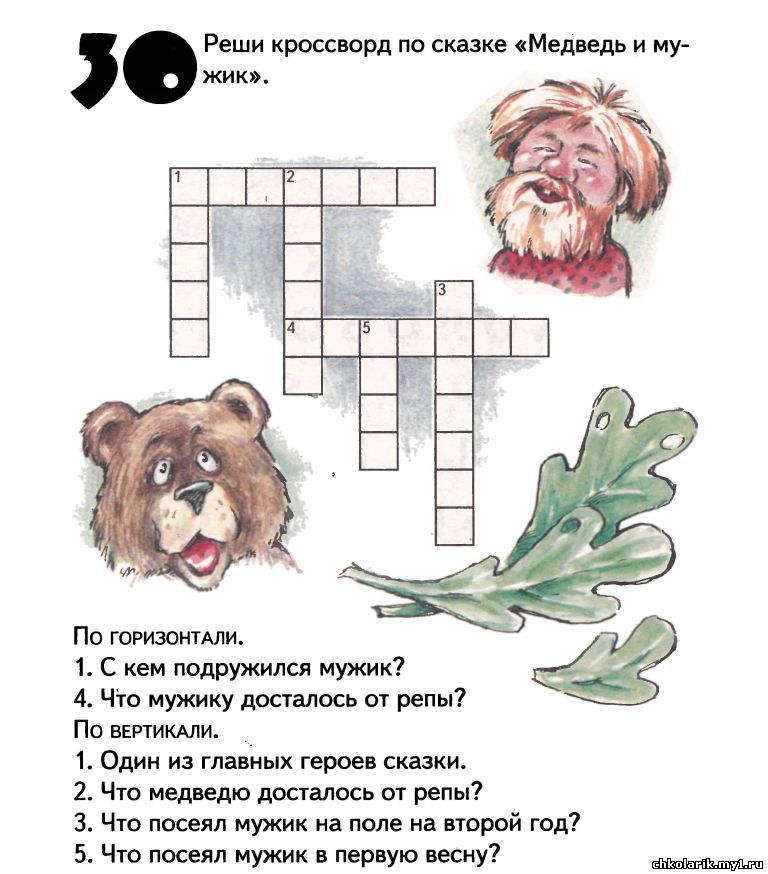 30
Реши кроссворд по сказке «Медведь и му-
жик».
1 2
3
4 5
По горизонтали.
1. С кем подружился мужик?
4. Что мужику досталось от репы?
По вертикали.
1. Один из главных героев сказки.
2. Что медведю досталось от репы?
3. Что посеял мужик на поле на второй год?
5. Что посеял мужик в первую весну?
chkolarik.my1.ru